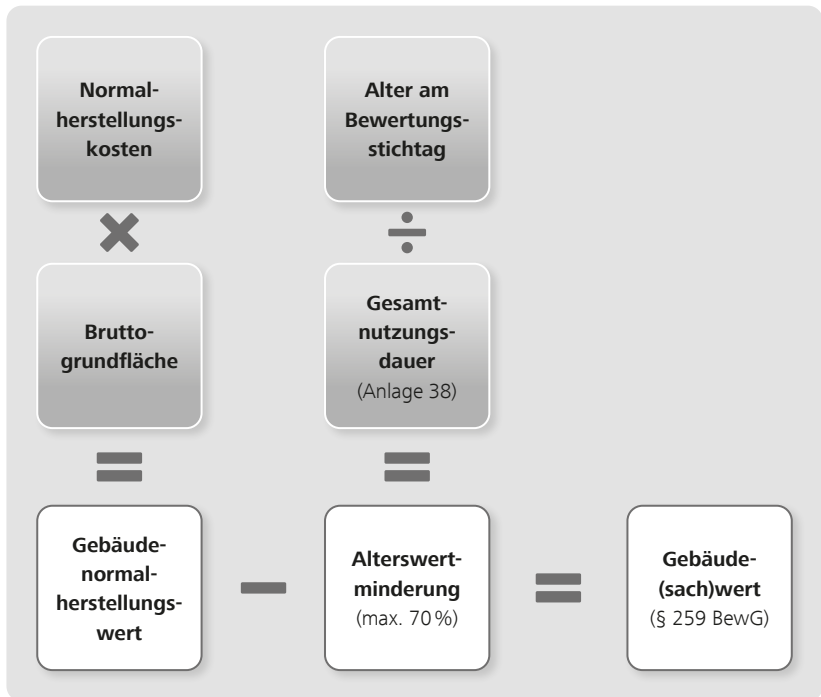 Normal-
herstellungs-
kosten
Alter am
Bewertungs-
stichtag
×
÷
Brutto-
grundfläche
Gesamt-
nutzungs-
dauer
(Anlage 38)
=
=
Gebäude-
normal-
herstellungs-
wert
–
Alterswert-
minderung
(max. 70 %)
=
Gebäude-
(sach)wert
(§ 259 BewG)